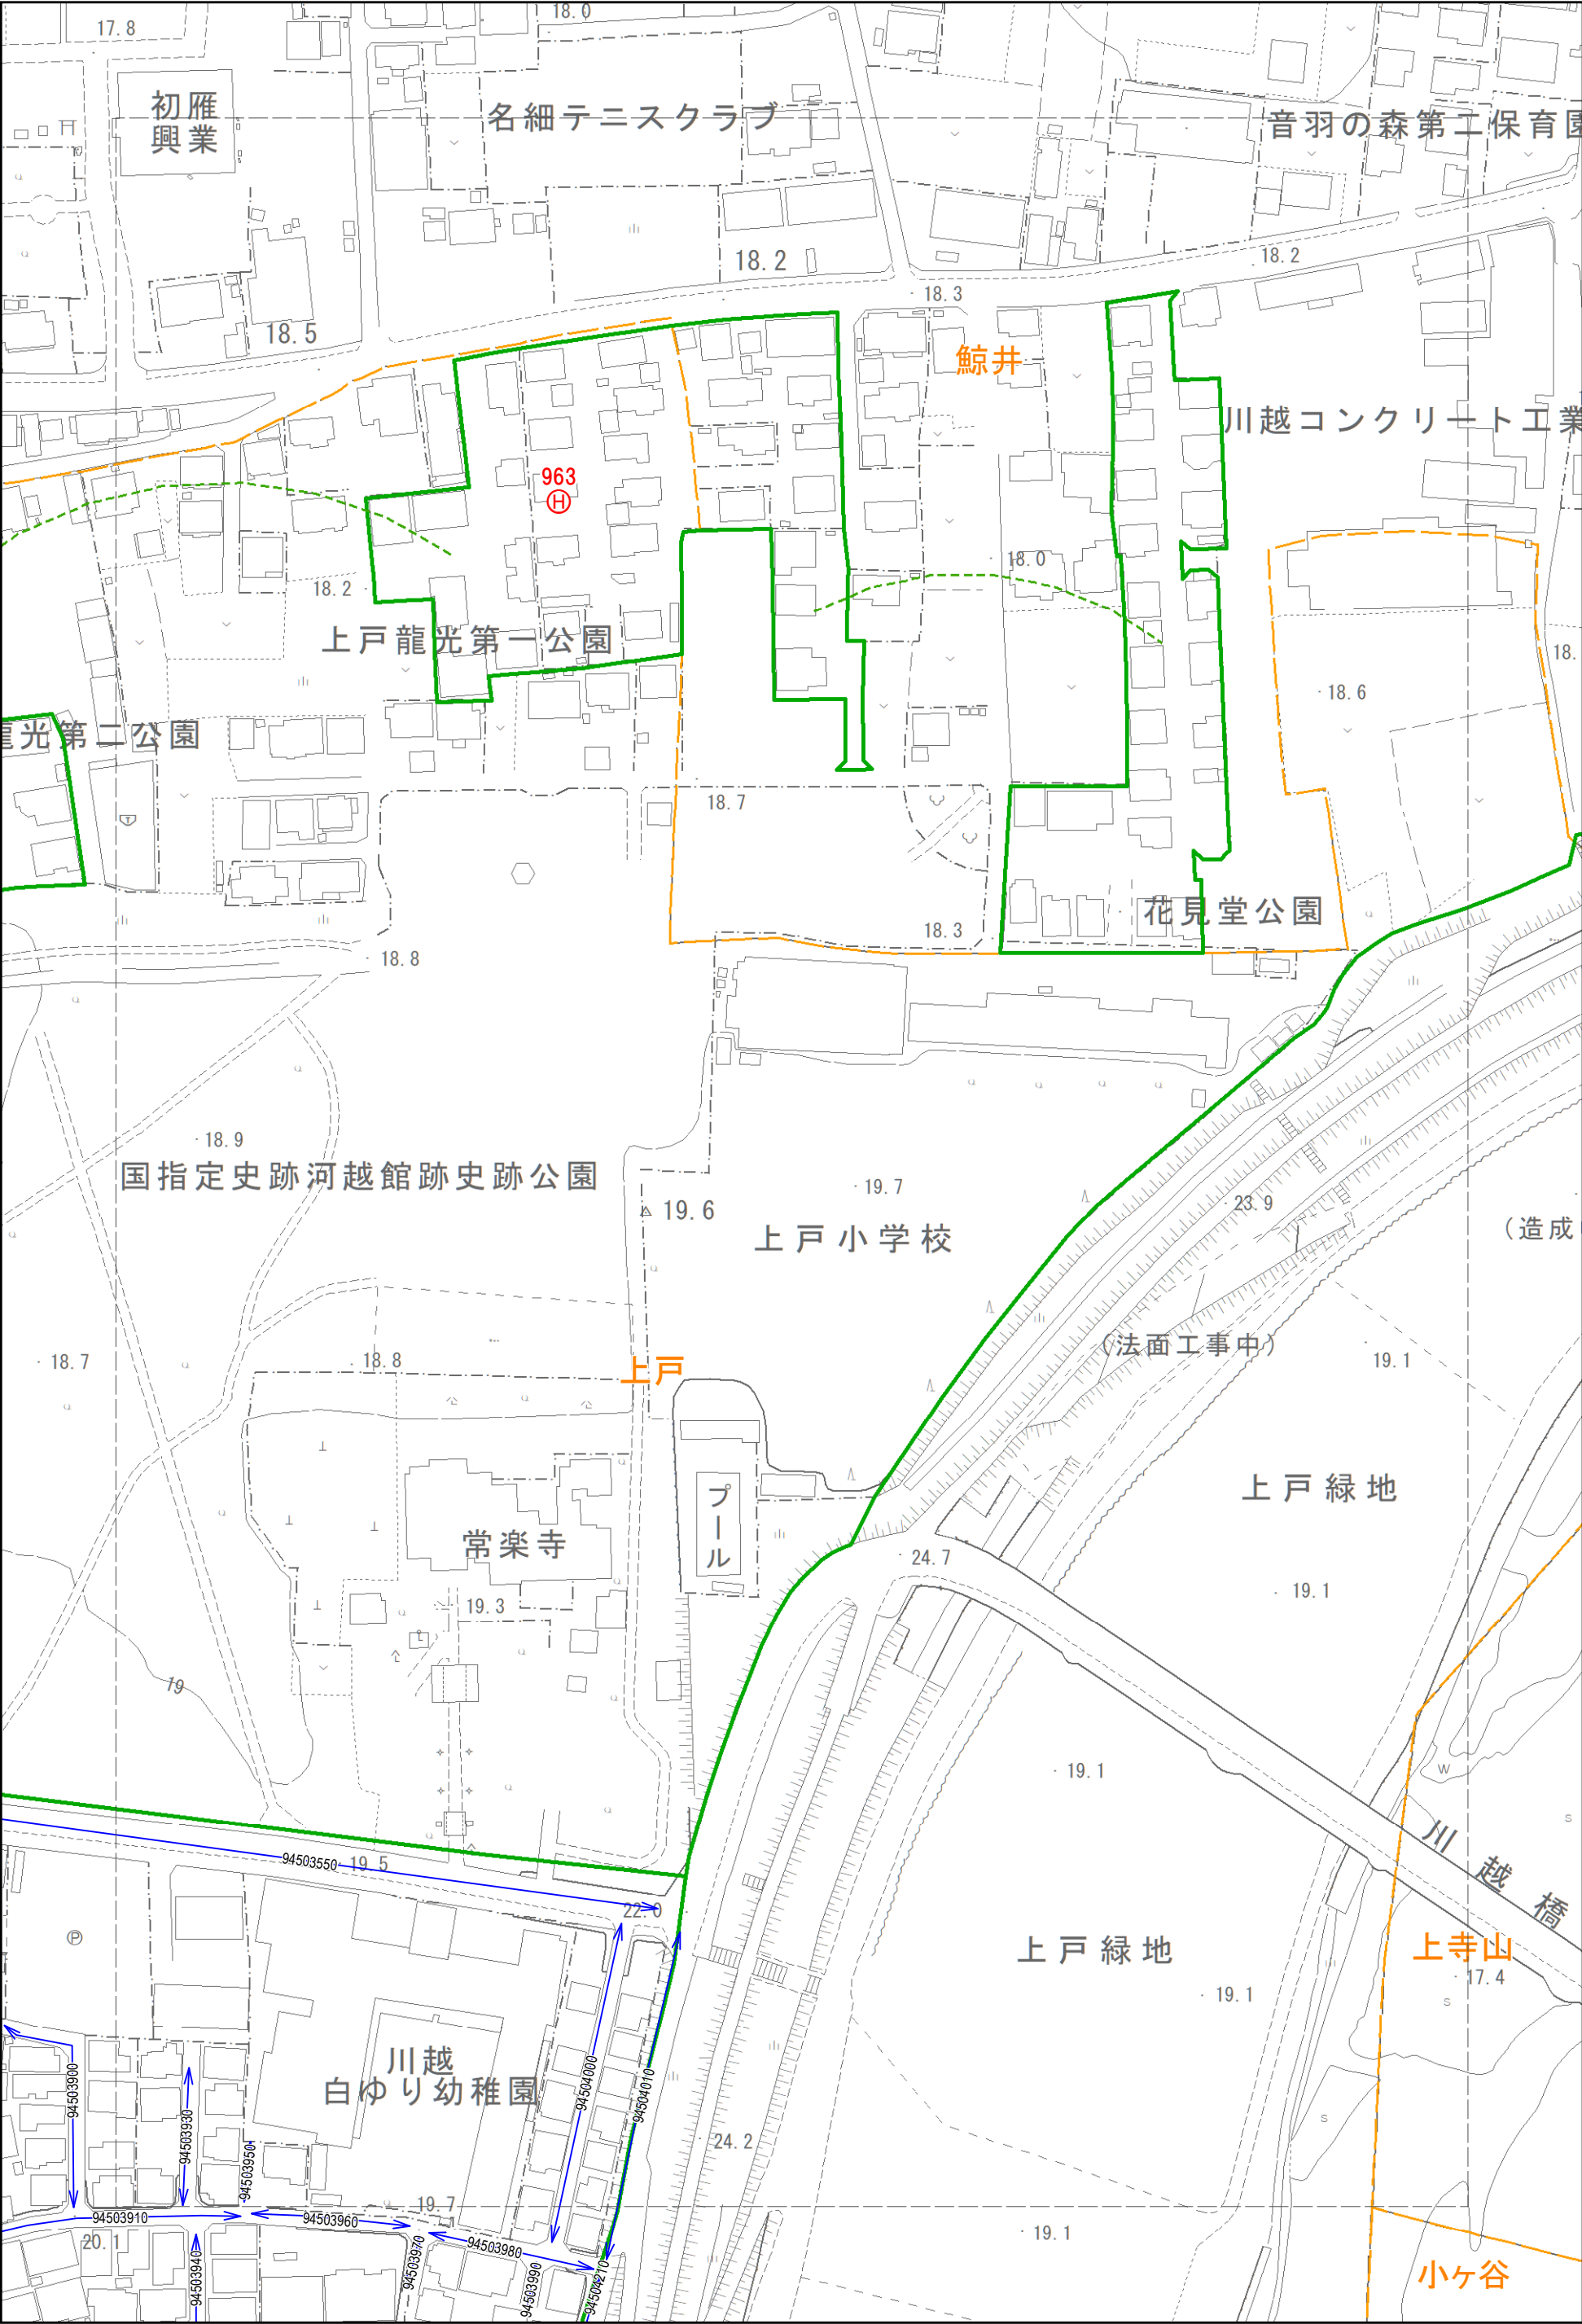 18.0
17.8
初雁
興業
名細テニスクラブ
音羽の森第二保育園
18.2
18.2
18.3
18.5
鯨井
川越コンクリート工業
963
H
18.0
18.2
上戸龍光第一公園
18.
18.6
龍光第二公園
18.7
花見堂公園
18.3
18.8
18.9
国指定史跡河越館跡史跡公園
19.7
19.6
23.9
上戸小学校
(造成
(法面工事中)
18.7
18.8
上戸
19.1
上戸緑地
プール
常楽寺
24.7
19.1
19.3
19
19.1
W
S
川越橋
94503550
19.5
22.0
P
上戸緑地
上寺山
17.4
19.1
S
川越
白ゆり幼稚園
94503900
94503930
94504000
94504010
S
24.2
94503950
19.7
94503910
94503960
20.1
94503980
19.1
94503940
94503970
94503990
94504210
小ヶ谷